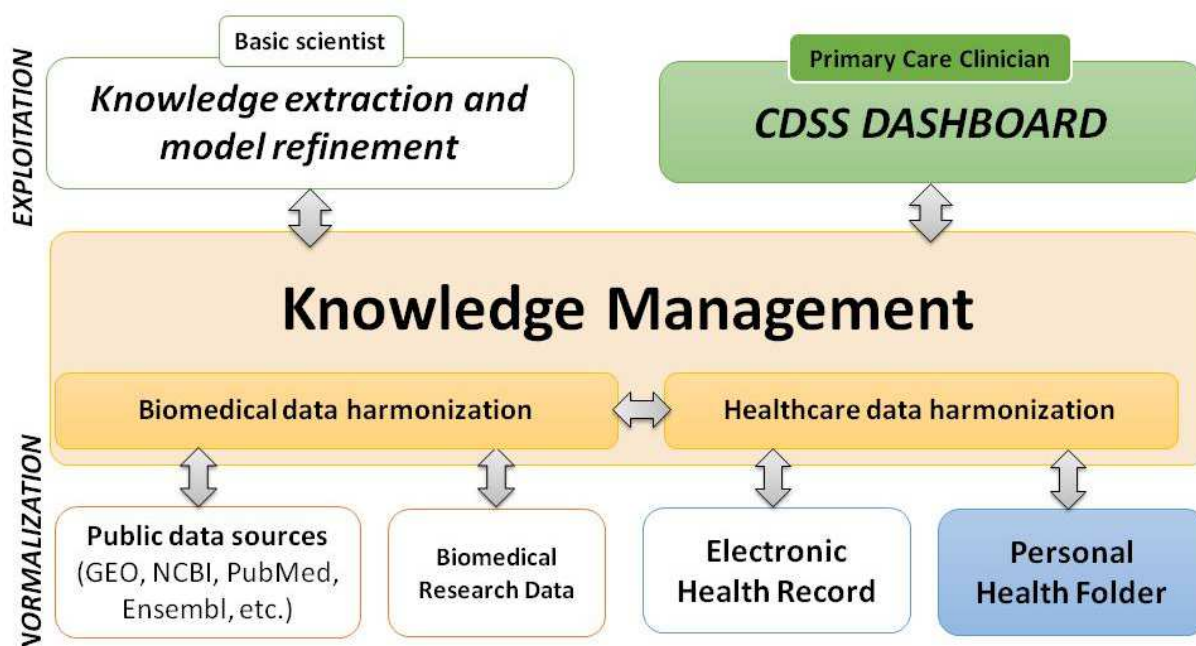 EXPLOITATION
Basic scientist
Knowledge extraction and
model refinement
Primary Care Clinician
CDSS DASHBOARD
Knowledge Management
Biomedical data harmonization
Healthcare data harmonization
NORMALIZATION
Public data sources
(GEO, NCBI, PubMed,
Ensembl, etc.)
Biomedical
Research Data
Electronic
Health Record
Personal
Health Folder